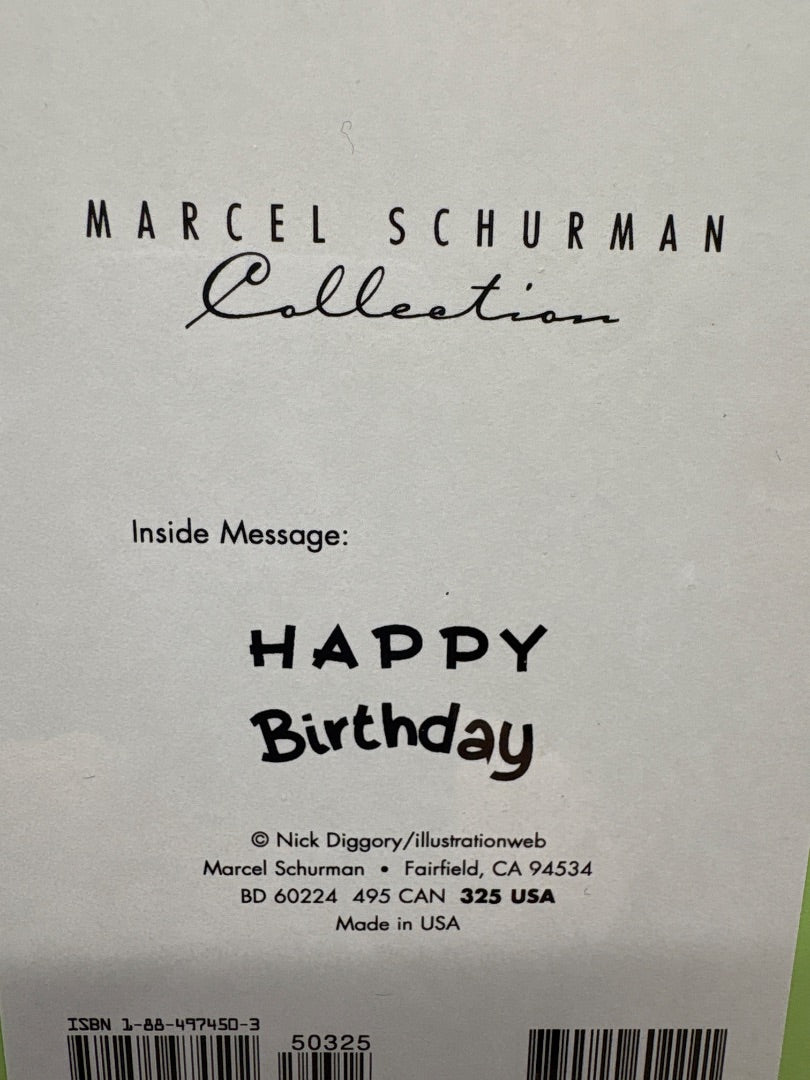 MARCEL SCHURMAN
Collection
Inside Message:
HAPPY
Birthday
© Nick Diggory/illustrationweb
Marcel Schurman • Fairfield, CA 94534
BD 60224 495 CAN 325 USA
Made in USA
ISBN 1-88-497450-3
50325